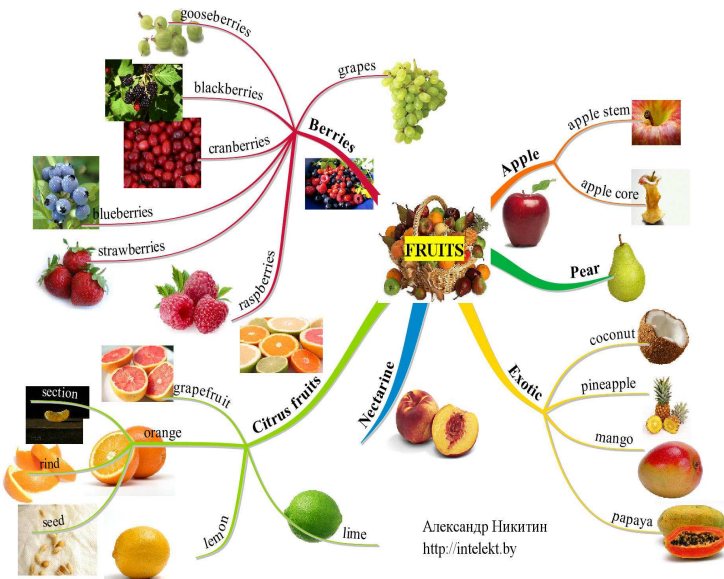 gooseberries
blackberries
cranberries
blueberries
strawberries
raspberries
grapes
Berries
FRUITS
Apple
apple stem
apple core
Pear
Exotic
coconut
pineapple
mango
papaya
Nectarine
Citrus fruits
grapefruit
orange
section
rind
seed
lemon
lime
Александр Никитин
http://intelekt.by